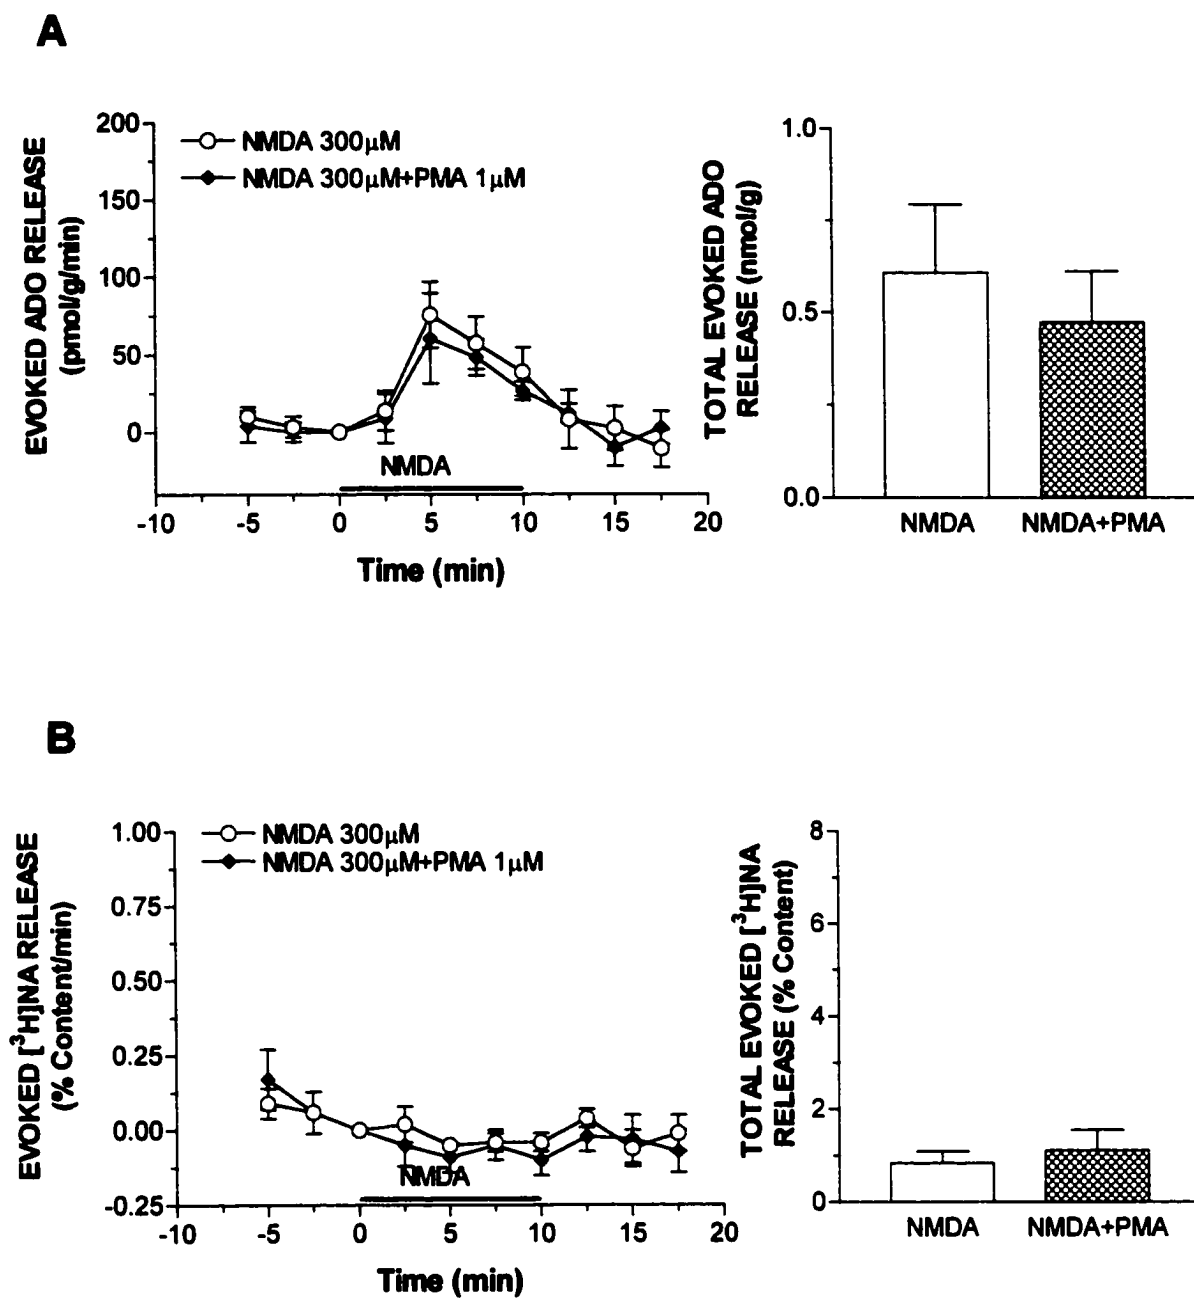 A
EVOKED ADO RELEASE
(pmol/g/min)
200
150
100
50
0
NMDA 300μM
NMDA 300μM+PMA 1μM
NMDA
-10 -5 0 5 10 15 20
Time (min)
TOTAL EVOKED ADO
RELEASE (nmol/g)
1.0
0.5
0.0
NMDA NMDA+PMA
B
EVOKED [³H]NA RELEASE
(% Content/min)
1.00
0.75
0.50
0.25
0.00
-0.25
NMDA 300μM
NMDA 300μM+PMA 1μM
NMDA
-10 -5 0 5 10 15 20
Time (min)
TOTAL EVOKED [³H]NA
RELEASE (% Content)
8
6
4
2
0
NMDA NMDA+PMA